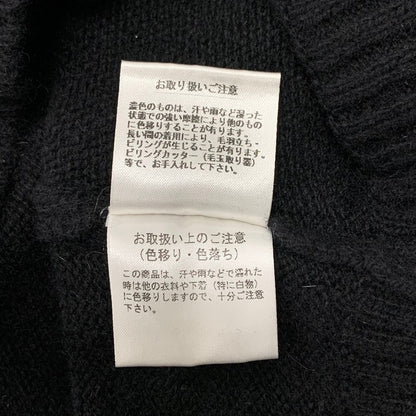 お取り扱いご注意
濃色のものは、汗や雨など湿った
状態での強い摩擦により他のもの
に色移りすることが有ります。
長い間の着用により、毛羽立ち・
ピリングが生じることが有ります。
ピリングカッター(毛玉取り器)
等で、お手入れして下さい。
お取扱い上のご注意
(色移り・色落ち)
この商品は、汗や雨などで濡れた
時は他の衣料や下着(特に白物)
に色移りしますので、十分ご注意
下さい。